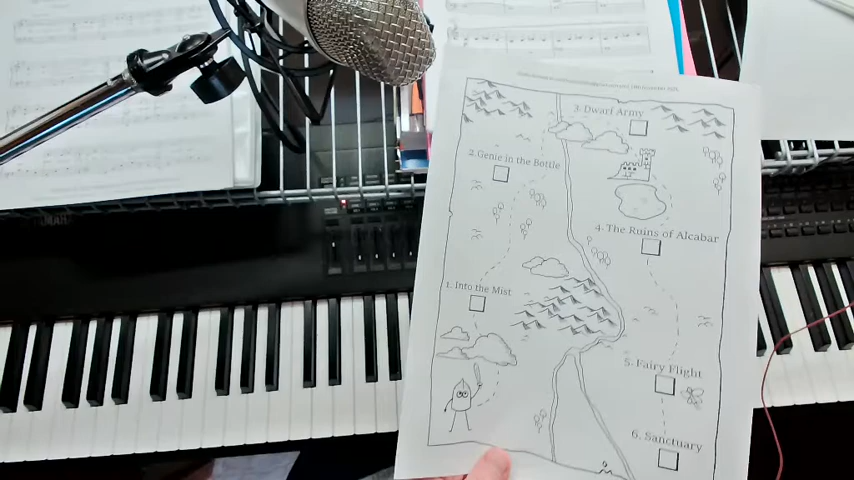 3. Dwarf Army
2. Genie in the Bottle
4. The Ruins of Alcabar
1. Into the Mist
5. Fairy Flight
6. Sanctuary